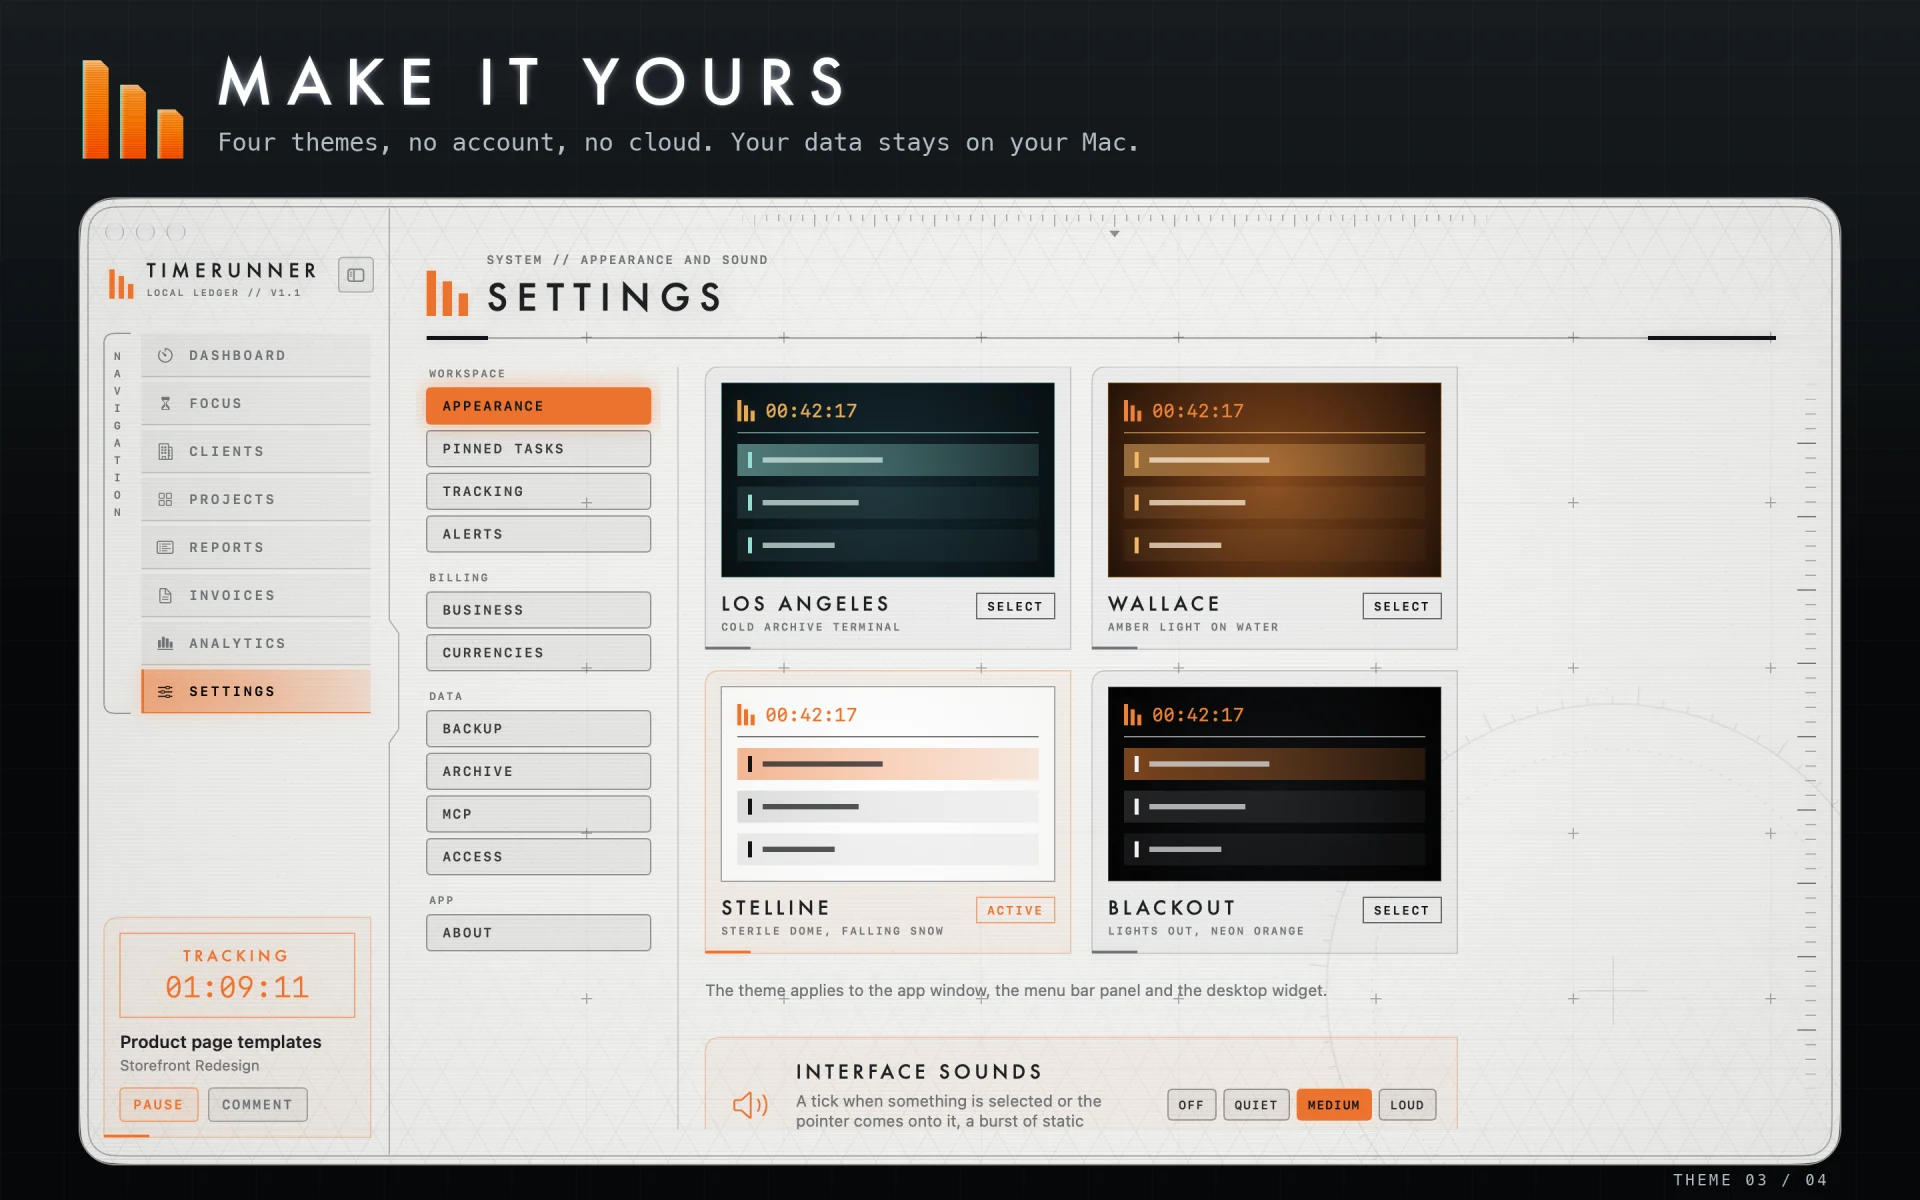 MAKE IT YOURS
Four themes, no account, no cloud. Your data stays on your Mac.
TIMERUNNER
LOCAL LEDGER // V1.1
NAVIGATION
DASHBOARD
FOCUS
CLIENTS
PROJECTS
REPORTS
INVOICES
ANALYTICS
SETTINGS
TRACKING
01:09:11
Product page templates
Storefront Redesign
PAUSE
COMMENT
SYSTEM // APPEARANCE AND SOUND
SETTINGS
WORKSPACE
APPEARANCE
PINNED TASKS
TRACKING
ALERTS
BILLING
BUSINESS
CURRENCIES
DATA
BACKUP
ARCHIVE
MCP
ACCESS
APP
ABOUT
00:42:17
LOS ANGELES
COLD ARCHIVE TERMINAL
SELECT
00:42:17
WALLACE
AMBER LIGHT ON WATER
SELECT
00:42:17
STELLINE
STERILE DOME, FALLING SNOW
ACTIVE
00:42:17
BLACKOUT
LIGHTS OUT, NEON ORANGE
SELECT
The theme applies to the app window, the menu bar panel and the desktop widget.
INTERFACE SOUNDS
A tick when something is selected or the
pointer comes onto it, a burst of static
OFF
QUIET
MEDIUM
LOUD
THEME 03 / 04